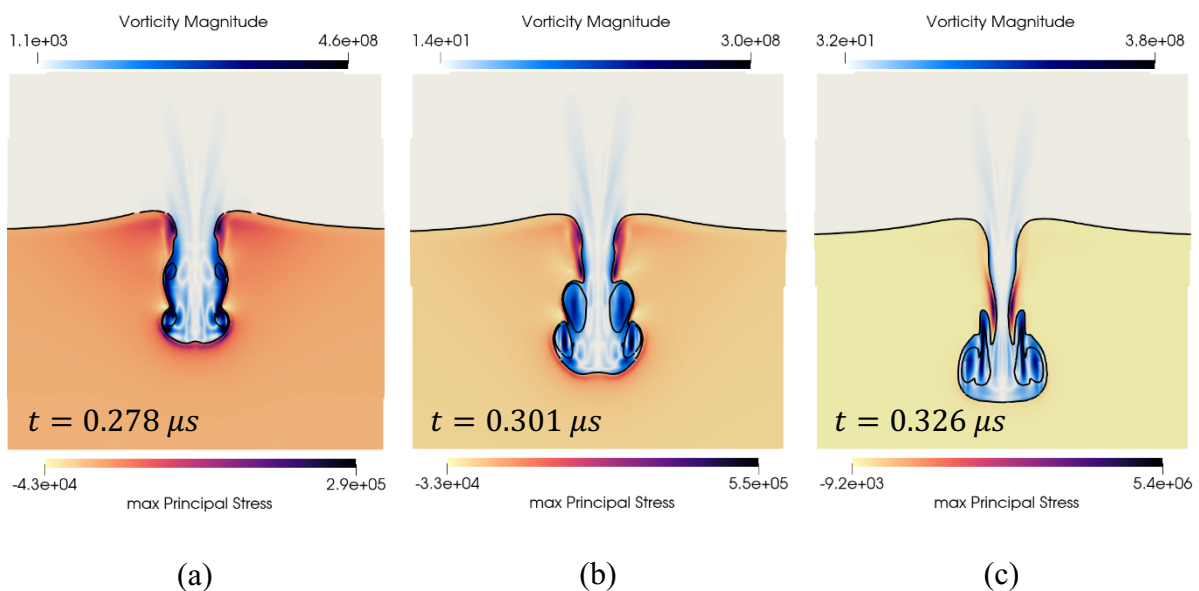 Vorticity Magnitude
1.1e+03 4.6e+08
Vorticity Magnitude
1.4e+01 3.0e+08
Vorticity Magnitude
3.2e+01 3.8e+08
t = 0.278 μs
t = 0.301 μs
t = 0.326 μs
-4.3e+04 2.9e+05
max Principal Stress
-3.3e+04 5.5e+05
max Principal Stress
-9.2e+03 5.4e+06
max Principal Stress
(a)
(b)
(c)